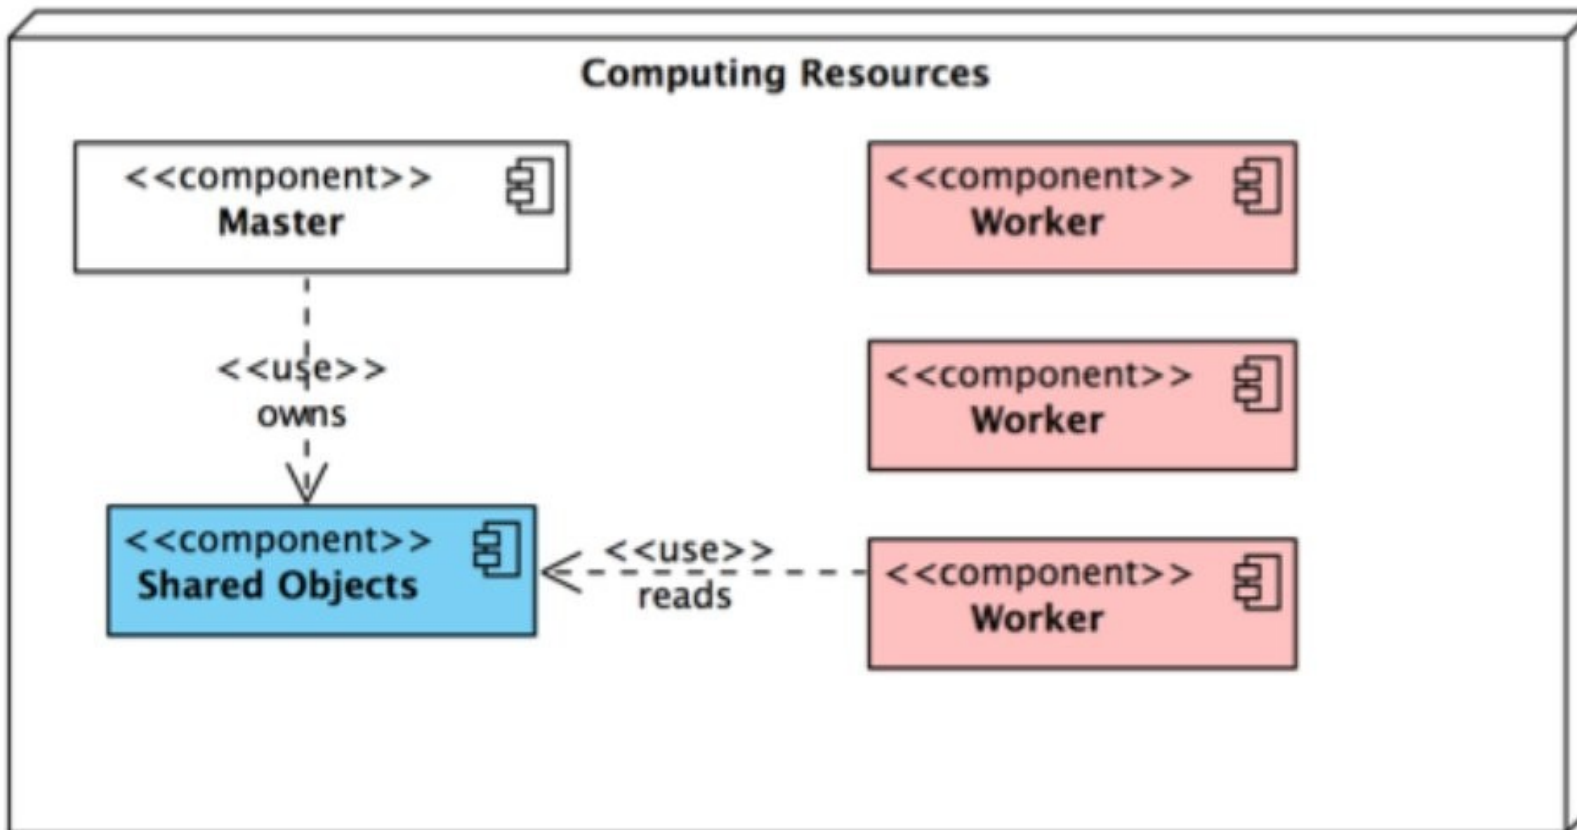 Computing Resources
<<component>>
Master
<<use>>
owns
<<component>>
Shared Objects
<<use>>
reads
<<component>>
Worker
<<component>>
Worker
<<component>>
Worker